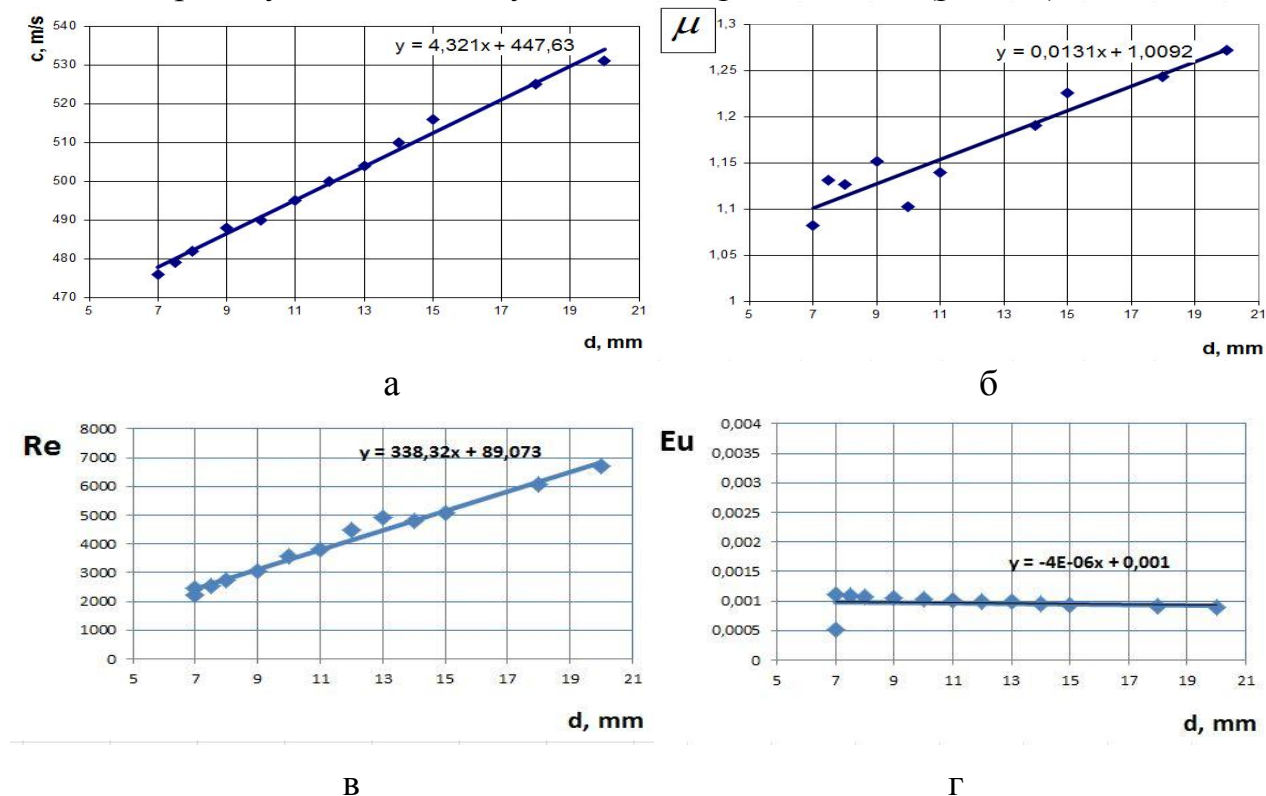 c, m/s
540
530
520
510
500
490
480
470
y = 4,321x + 447,63
5 7 9 11 13 15 17 19 21
d, mm
а
μ
1,3
1,25
1,2
1,15
1,1
1,05
1
y = 0,0131x + 1,0092
5 7 9 11 13 15 17 19 21
d, mm
б
Re
8000
7000
6000
5000
4000
3000
2000
1000
0
y = 338,32x + 89,073
5 7 9 11 13 15 17 19 21
d, mm
в
Eu
0,004
0,0035
0,003
0,0025
0,002
0,0015
0,001
0,0005
0
y = -4E-06x + 0,001
5 7 9 11 13 15 17 19 21
d, mm
г